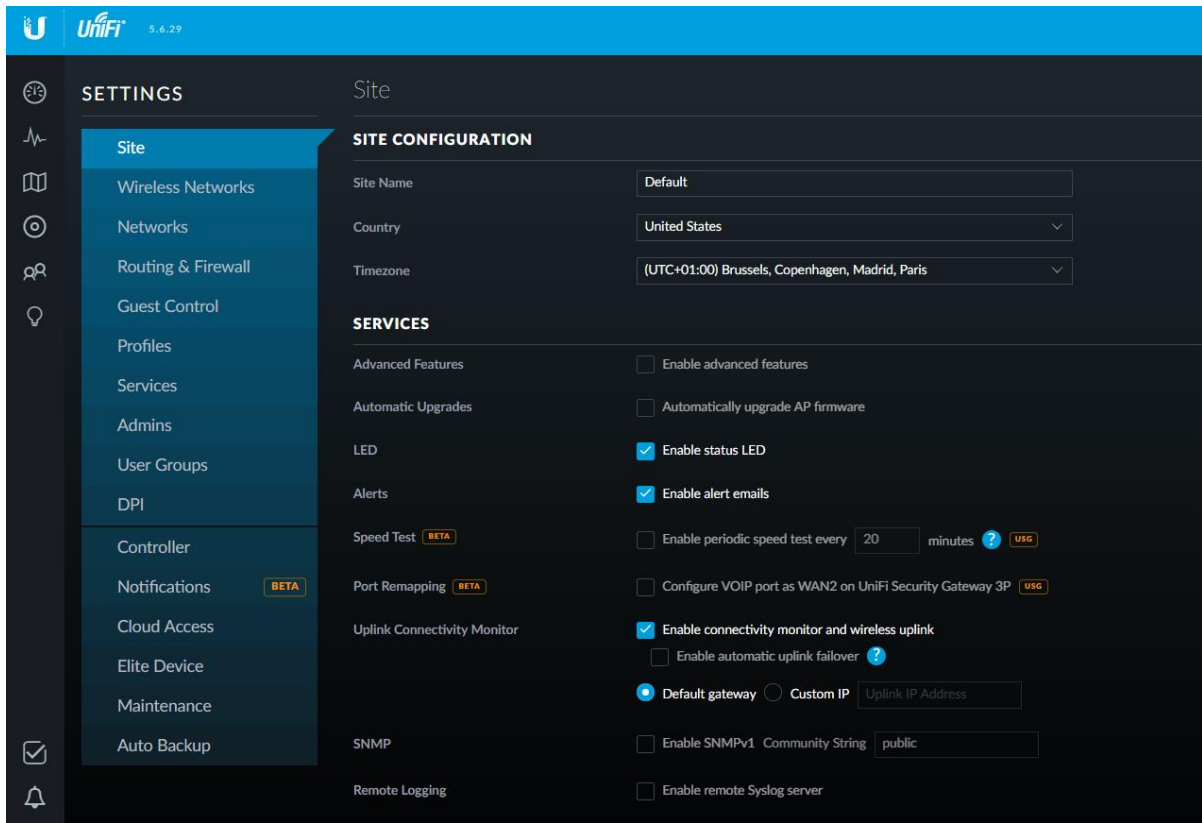 UniFi 5.6.29
SETTINGS
Site
Wireless Networks
Networks
Routing & Firewall
Guest Control
Profiles
Services
Admins
User Groups
DPI
Controller
Notifications BETA
Cloud Access
Elite Device
Maintenance
Auto Backup
Site
SITE CONFIGURATION
Site Name Default
Country United States
Timezone (UTC+01:00) Brussels, Copenhagen, Madrid, Paris
SERVICES
Advanced Features Enable advanced features
Automatic Upgrades Automatically upgrade AP firmware
LED Enable status LED
Alerts Enable alert emails
Speed Test BETA Enable periodic speed test every 20 minutes ? USG
Port Remapping BETA Configure VOIP port as WAN2 on UniFi Security Gateway 3P USG
Uplink Connectivity Monitor Enable connectivity monitor and wireless uplink
Enable automatic uplink failover ?
Default gateway Custom IP Uplink IP Address
SNMP Enable SNMPv1 Community String public
Remote Logging Enable remote Syslog server